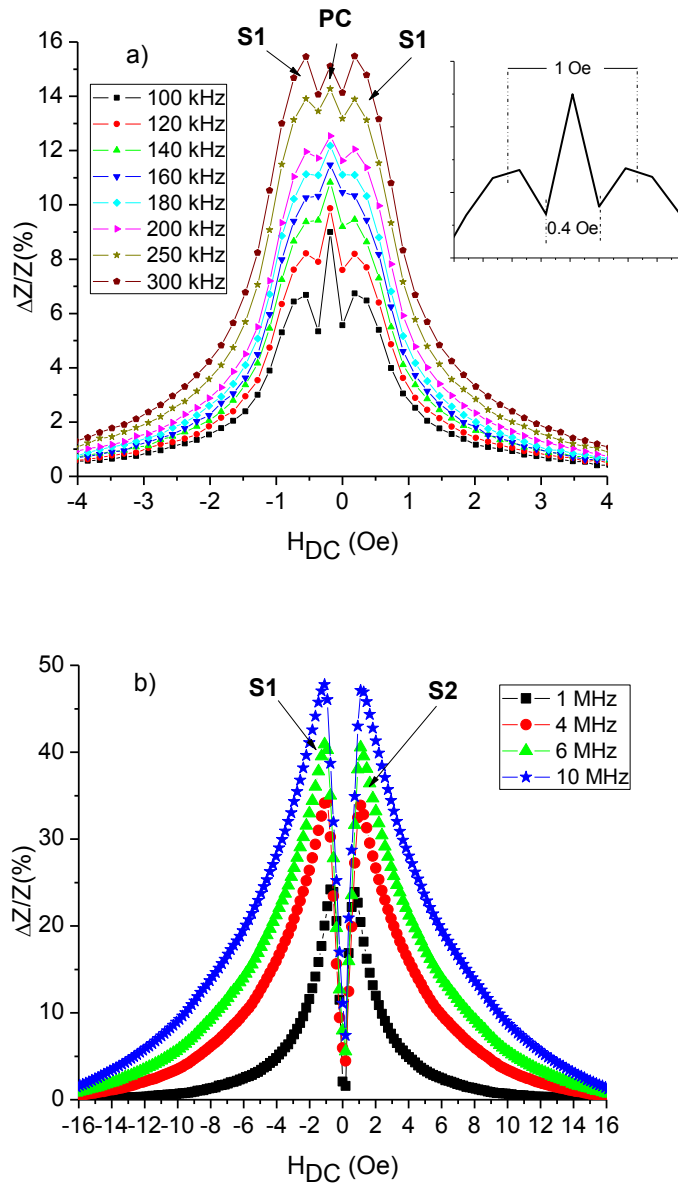 a)
S1
PC
S1
16
14
12
10
8
6
4
2
0
ΔZ/Z(%)
100 kHz
120 kHz
140 kHz
160 kHz
180 kHz
200 kHz
250 kHz
300 kHz
1 Oe
0.4 Oe
-4 -3 -2 -1 0 1 2 3 4
HDC (Oe)
b)
S1
S2
50
40
30
20
10
0
ΔZ/Z(%)
1 MHz
4 MHz
6 MHz
10 MHz
-16 -14 -12 -10 -8 -6 -4 -2 0 2 4 6 8 10 12 14 16
HDC (Oe)